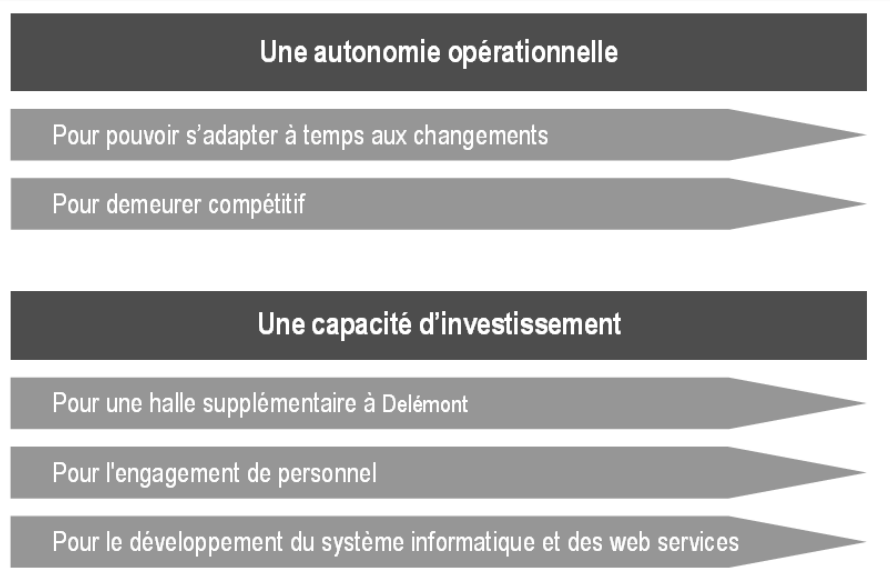 Une autonomie opérationnelle
Pour pouvoir s’adapter à temps aux changements
Pour demeurer compétitif
Une capacité d’investissement
Pour une halle supplémentaire à Delémont
Pour l'engagement de personnel
Pour le développement du système informatique et des web services